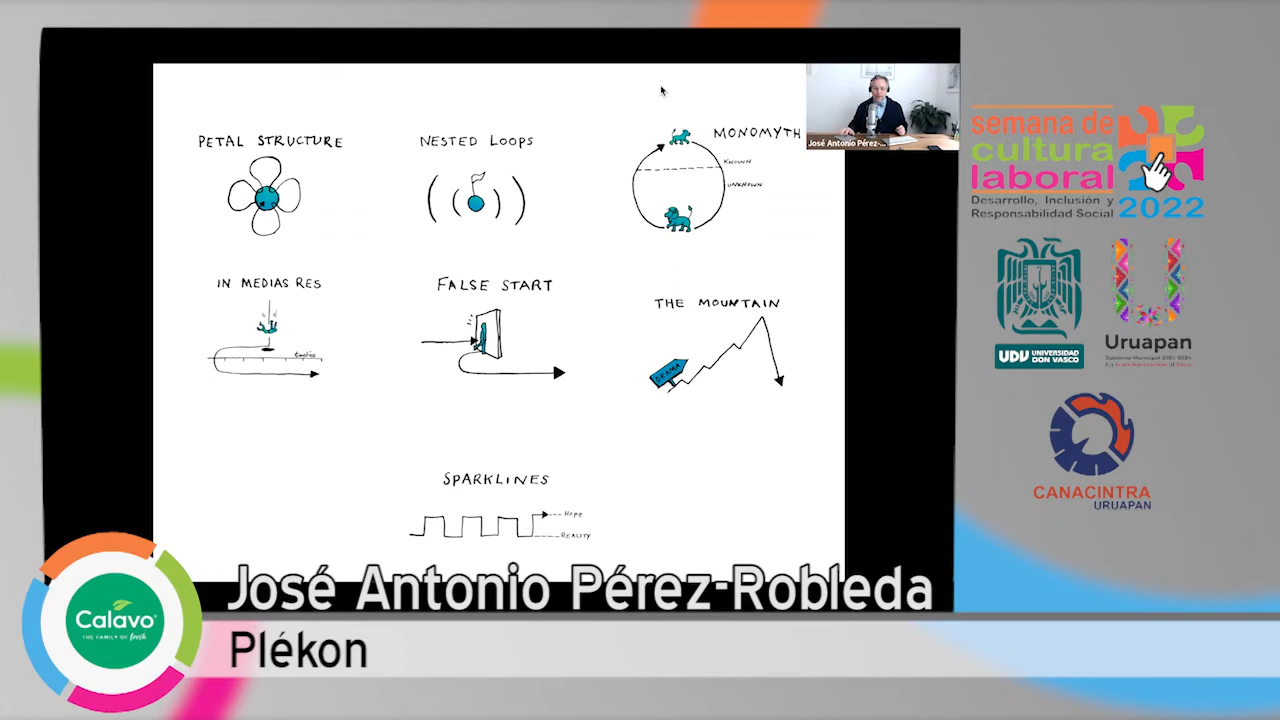 PETAL STRUCTURE
NESTED LOOPS
MONOMYTH
KNOWN
UNKNOWN
José Antonio Pérez-...
IN MEDIAS RES
FALSE START
THE MOUNTAIN
DRAMA
SPARKLINES
HOPE
REALITY
semana de
cultura
laboral
Desarrollo, Inclusión y
Responsabilidad Social
2022
UDV UNIVERSIDAD
DON VASCO
Uruapan
CANACINTRA
URUAPAN
José Antonio Pérez-Robleda
Plékon
Calavo
THE FAMILY OF fresh